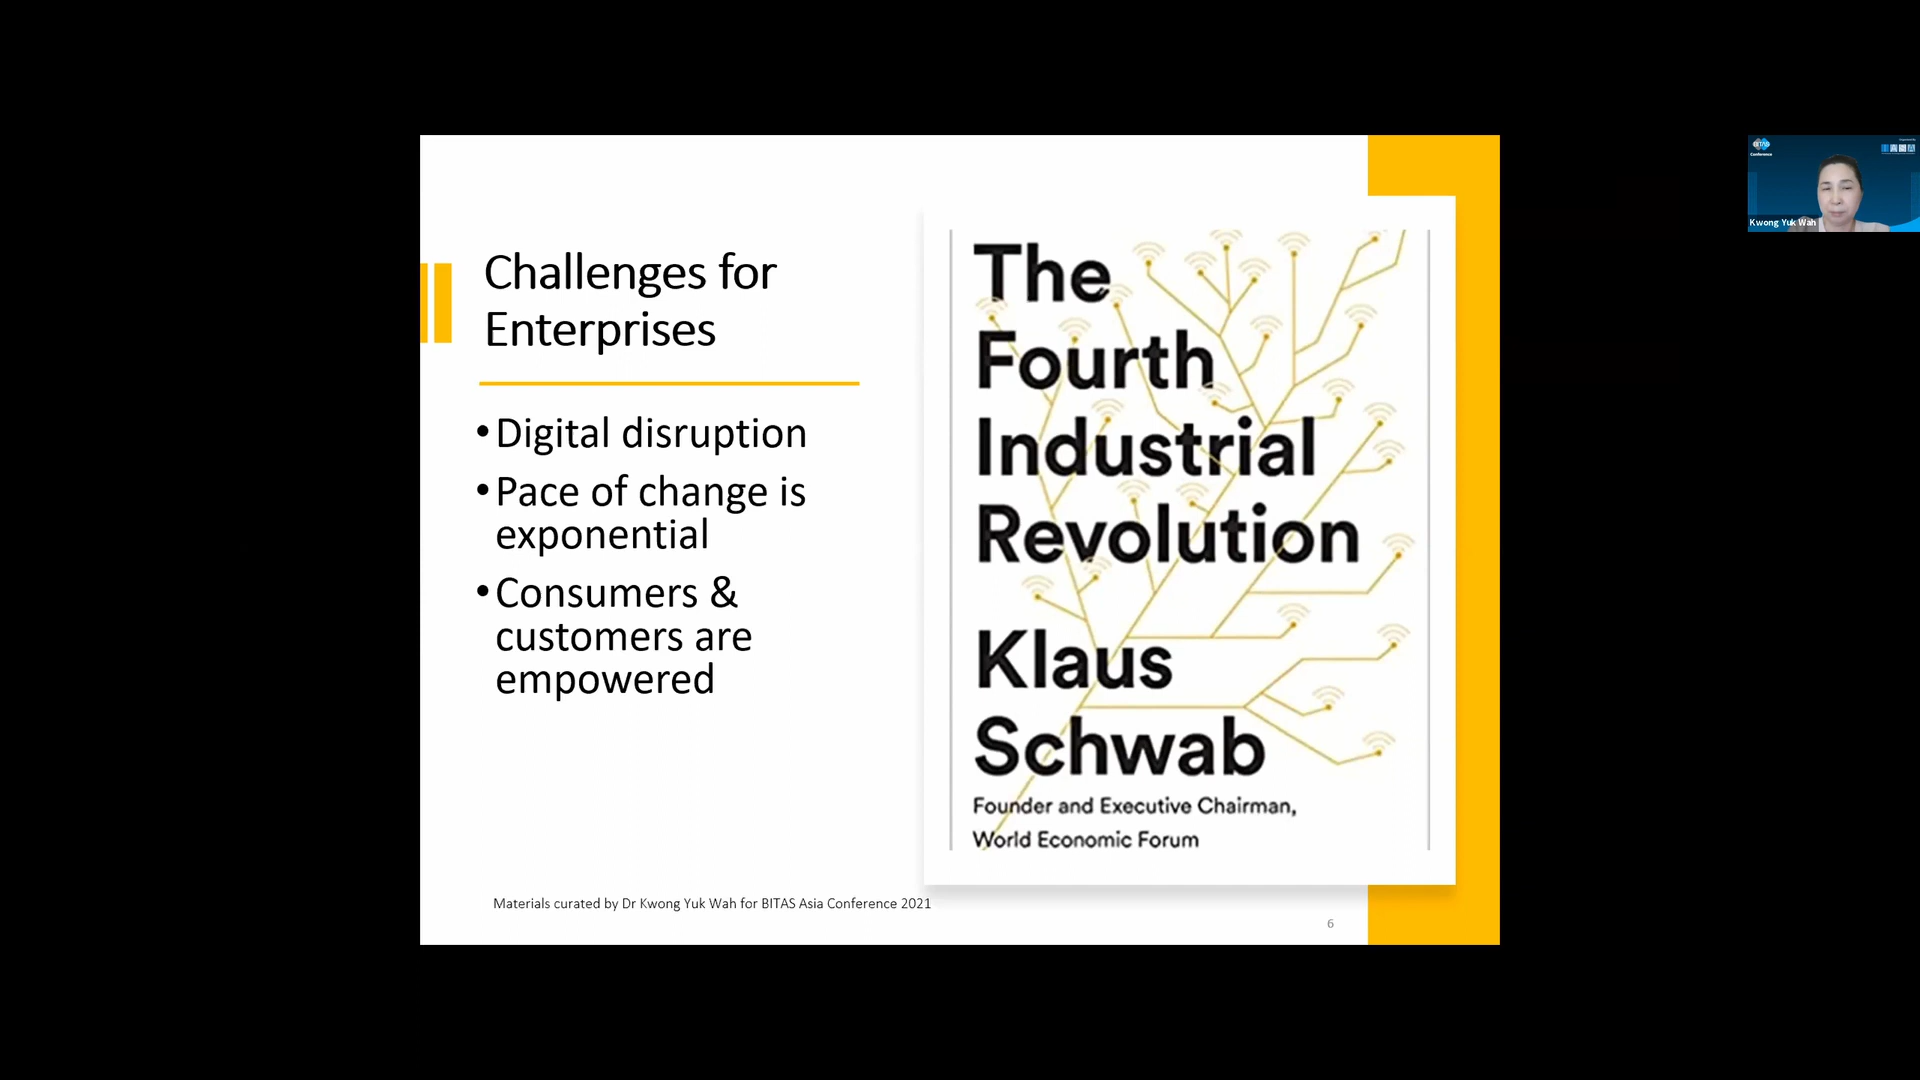 Challenges for
Enterprises
•Digital disruption
•Pace of change is
exponential
•Consumers &
customers are
empowered
The
Fourth
Industrial
Revolution
Klaus
Schwab
Founder and Executive Chairman,
World Economic Forum
Materials curated by Dr Kwong Yuk Wah for BITAS Asia Conference 2021
6
BITAS
Conference
Kwong Yuk Wah